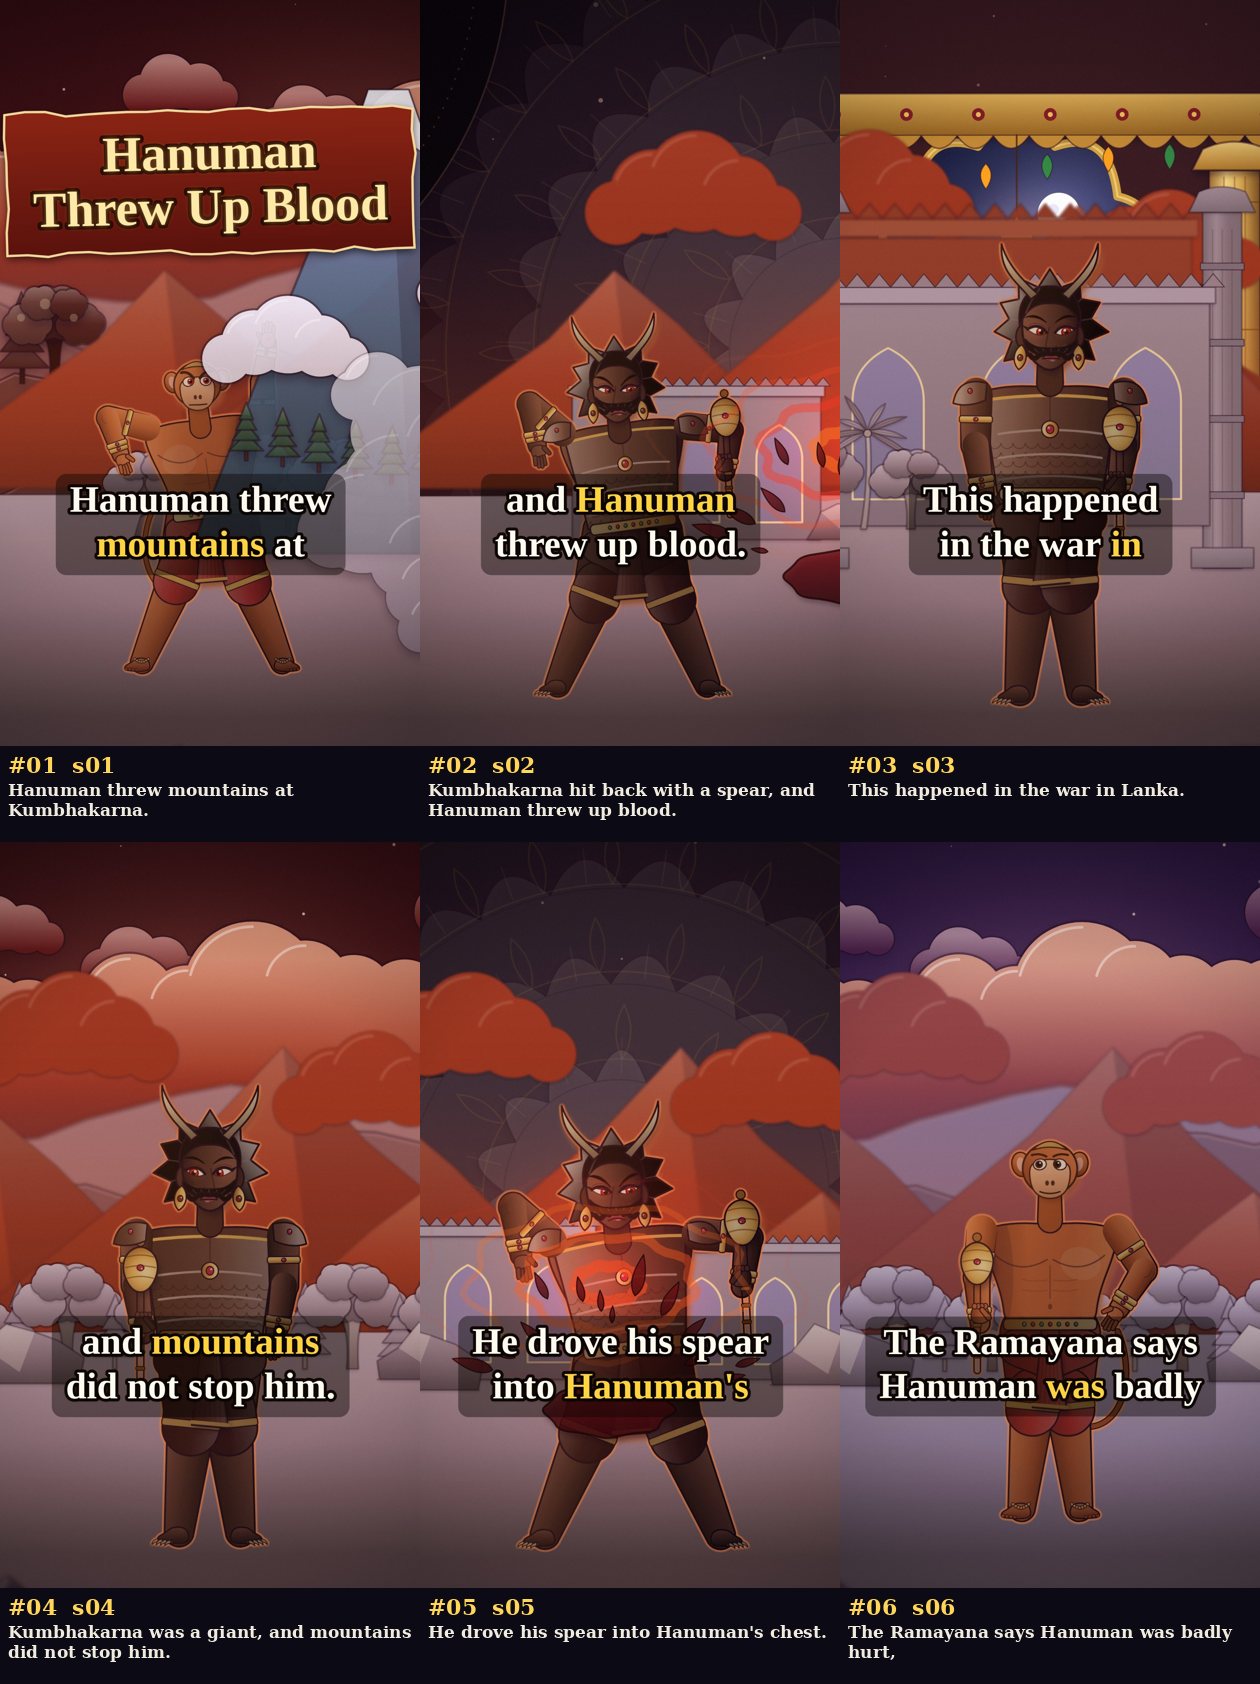 Hanuman
Threw Up Blood
Hanuman threw
mountains at
#01 s01
Hanuman threw mountains at
Kumbhakarna.
and Hanuman
threw up blood.
#02 s02
Kumbhakarna hit back with a spear, and
Hanuman threw up blood.
This happened
in the war in
#03 s03
This happened in the war in Lanka.
and mountains
did not stop him.
#04 s04
Kumbhakarna was a giant, and mountains
did not stop him.
He drove his spear
into Hanuman's
#05 s05
He drove his spear into Hanuman's chest.
The Ramayana says
Hanuman was badly
#06 s06
The Ramayana says Hanuman was badly
hurt,